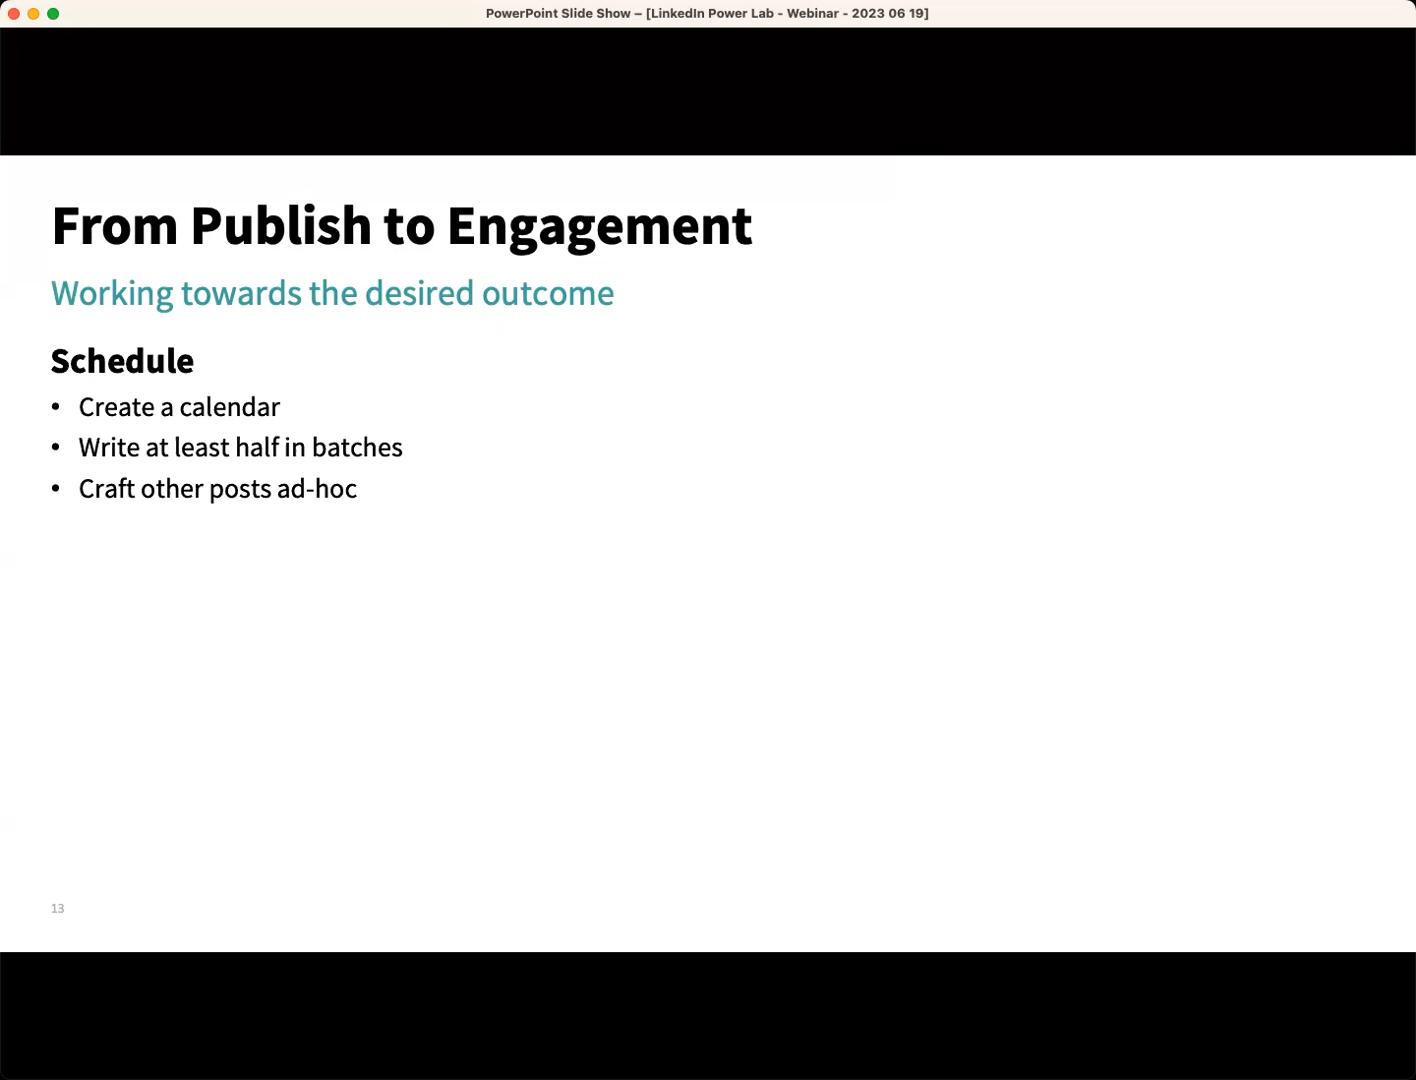 PowerPoint Slide Show – [LinkedIn Power Lab - Webinar - 2023 06 19]
From Publish to Engagement
Working towards the desired outcome
Schedule
• Create a calendar
• Write at least half in batches
• Craft other posts ad-hoc
13